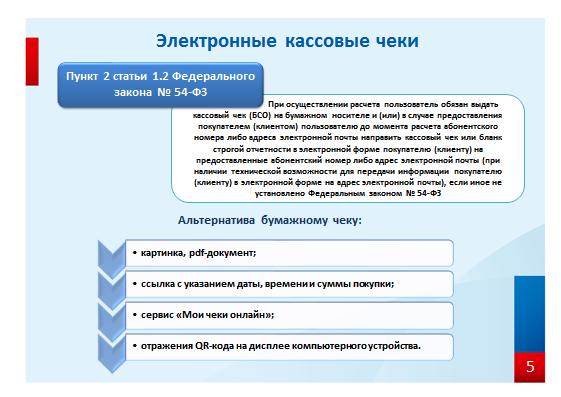 Электронные кассовые чеки
Пункт 2 статьи 1.2 Федерального
закона № 54-ФЗ
При осуществлении расчета пользователь обязан выдать
кассовый чек (БСО) на бумажном носителе и (или) в случае предоставления
покупателем (клиентом) пользователю до момента расчета абонентского
номера либо адреса электронной почты направить кассовый чек или бланк
строгой отчетности в электронной форме покупателю (клиенту) на
предоставленные абонентский номер либо адрес электронной почты (при
наличии технической возможности для передачи информации покупателю
(клиенту) в электронной форме на адрес электронной почты), если иное не
установлено Федеральным законом № 54-ФЗ
Альтернатива бумажному чеку:
• картинка, pdf-документ;
• ссылка с указанием даты, времени и суммы покупки;
• сервис «Мои чеки онлайн»;
• отражения QR-кода на дисплее компьютерного устройства.
5